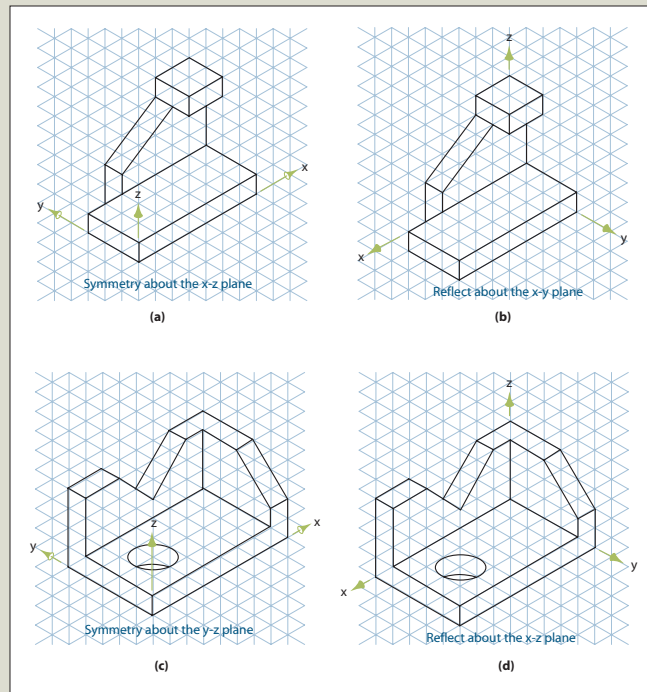 z
x
z
y
Symmetry about the x-z plane
(a)
z
x
y
Reflect about the x-y plane
(b)
z
x
y
Symmetry about the y-z plane
(c)
z
y
x
Reflect about the x-z plane
(d)